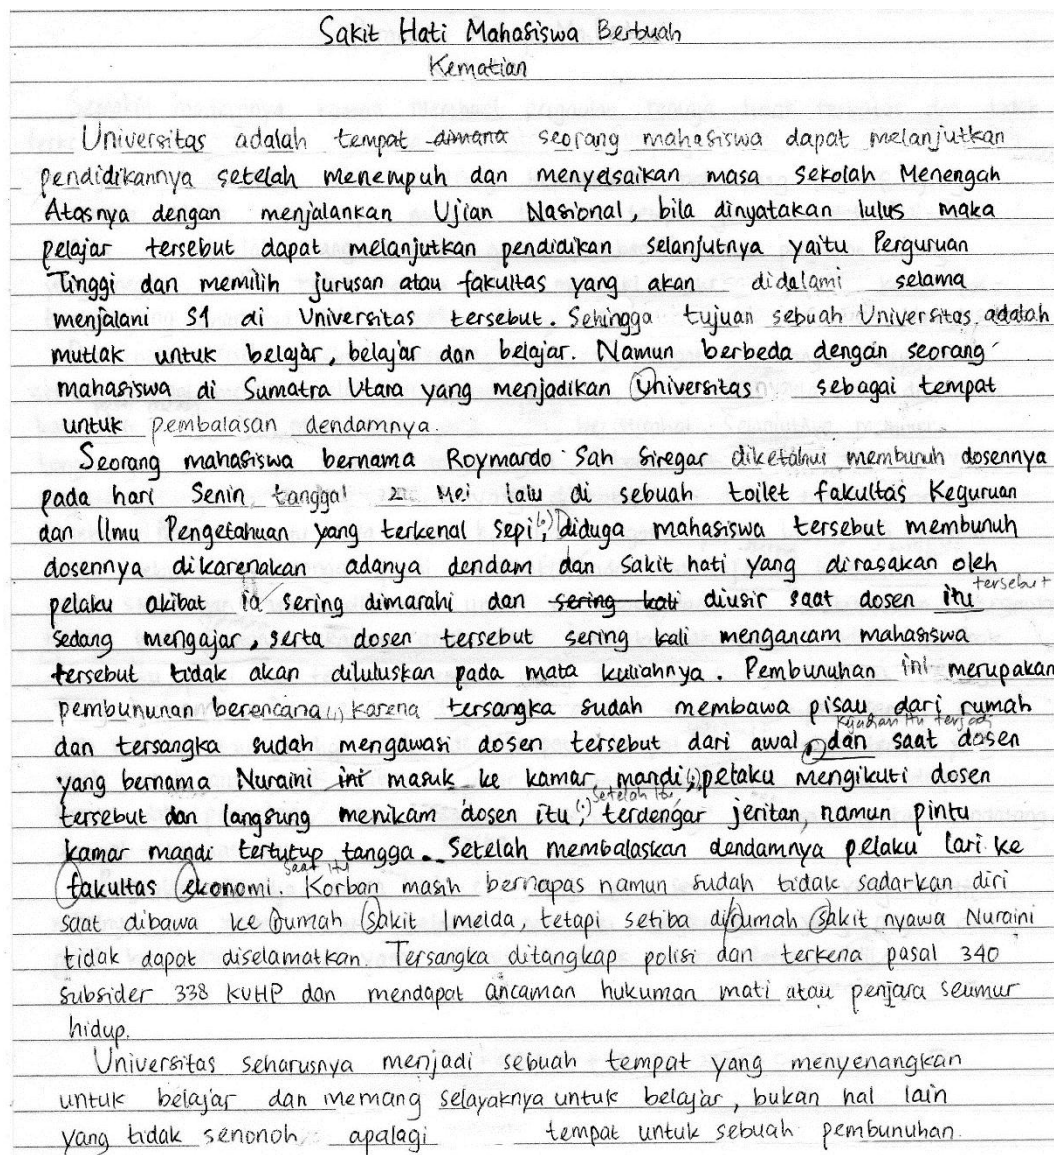 Sakit Hati Mahasiswa Berbuah
Kematian
Universitas adalah tempat dimana seorang mahasiswa dapat melanjutkan
pendidikannya setelah menempuh dan menyelsaikan masa sekolah Menengah
Atasnya dengan menjalankan Ujian Nasional, bila dinyatakan lulus maka
pelajar tersebut dapat melanjutkan pendidikan selanjutnya yaitu Perguruan
Tinggi dan memilih jurusan atau fakultas yang akan didalami selama
menjalani S1 di Universitas tersebut. Sehingga tujuan sebuah Universitas adalah
mutlak untuk belajar, belajar dan belajar. Namun berbeda dengan seorang
mahasiswa di Sumatra Utara yang menjadikan Universitas sebagai tempat
untuk pembalasan dendamnya.
Seorang mahasiswa bernama Roymardo Sah Siregar diketahui membunuh dosennya
pada hari Senin, tanggal 2 Mei lalu di sebuah toilet fakultas Keguruan
dan Ilmu Pengetahuan yang terkenal sepi, (.) Diduga mahasiswa tersebut membunuh
dosennya dikarenakan adanya dendam dan sakit hati yang dirasakan oleh
pelaku akibat ia sering dimarahi dan sering kali diusir saat dosen itu tersebut
sedang mengajar, serta dosen tersebut sering kali mengancam mahasiswa
tersebut tidak akan diluluskan pada mata kuliahnya. Pembunuhan ini merupakan
pembununan berencana (,) karena tersangka sudah membawa pisau dari rumah
dan tersangka sudah mengawasi dosen tersebut dari awal, dan kejadian itu terjadi saat dosen
yang bernama Nuraini ini masuk ke kamar mandi, pelaku mengikuti dosen
tersebut dan langsung menikam dosen itu, (.) Setelah itu, terdengar jeritan, namun pintu
kamar mandi tertutup tangga. Setelah membalaskan dendamnya pelaku lari ke
fakultas ekonomi. Saat itu Korban masih bernapas namun sudah tidak sadarkan diri
saat dibawa ke rumah sakit Imelda, tetapi setiba dirumah sakit nyawa Nuraini
tidak dapat diselamatkan. Tersangka ditangkap polisi dan terkena pasal 340
subsider 338 KUHP dan mendapat ancaman hukuman mati atau penjara seumur
hidup.
Universitas seharusnya menjadi sebuah tempat yang menyenangkan
untuk belajar dan memang selayaknya untuk belajar, bukan hal lain
yang tidak senonoh apalagi tempat untuk sebuah pembunuhan.